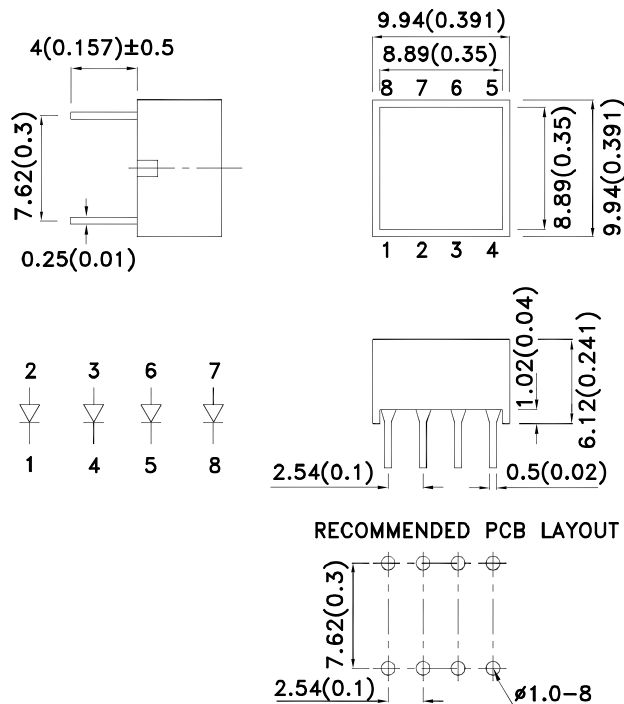 4(0.157)±0.5
7.62(0.3)
0.25(0.01)
9.94(0.391)
8.89(0.35)
8 7 6 5
8.89(0.35)
9.94(0.391)
1 2 3 4
2 3 6 7
1 4 5 8
1.02(0.04)
6.12(0.241)
2.54(0.1)
0.5(0.02)
RECOMMENDED PCB LAYOUT
7.62(0.3)
2.54(0.1)
ø1.0-8